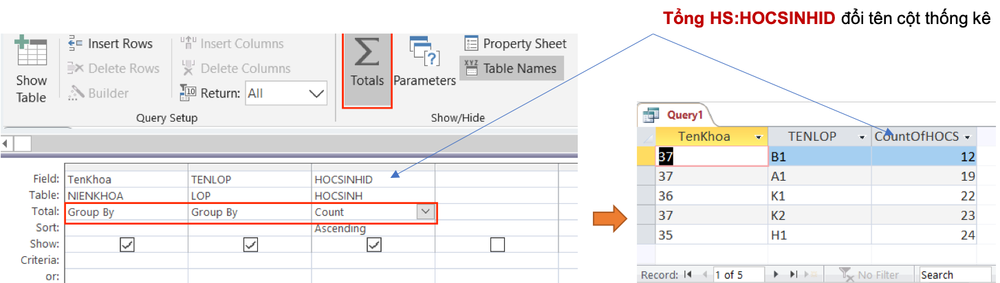 Tổng HS:HOCSINHID đổi tên cột thống kê
Show Table
Insert Rows
Delete Rows
Builder
Insert Columns
Delete Columns
Return: All
Query Setup
Totals
Parameters
Property Sheet
Table Names
Show/Hide
Field: TenKhoa TENLOP HOCSINHID
Table: NIENKHOA LOP HOCSINH
Total: Group By Group By Count
Sort: Ascending
Show:
Criteria:
or:
Query1
TenKhoa TENLOP CountOfHOCS
37 B1 12
37 A1 19
36 K1 22
37 K2 23
35 H1 24
Record: 1 of 5 No Filter Search